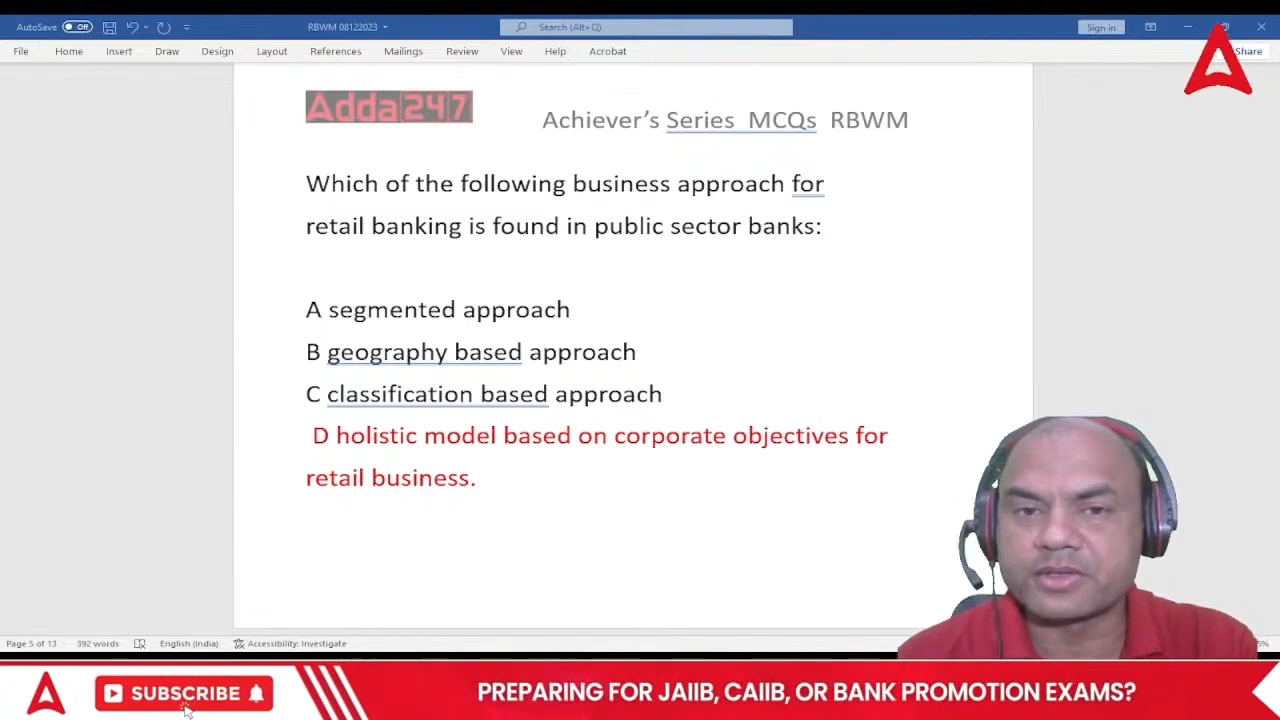 AutoSave Off RBWM 08122023 Search (Alt+Q) Sign in
File Home Insert Draw Design Layout References Mailings Review View Help Acrobat Share
Adda247 Achiever's Series MCQs RBWM
Which of the following business approach for
retail banking is found in public sector banks:
A segmented approach
B geography based approach
C classification based approach
D holistic model based on corporate objectives for
retail business.
Page 5 of 13 392 words English (India) Accessibility: Investigate
SUBSCRIBE PREPARING FOR JAIIB, CAIIB, OR BANK PROMOTION EXAMS?